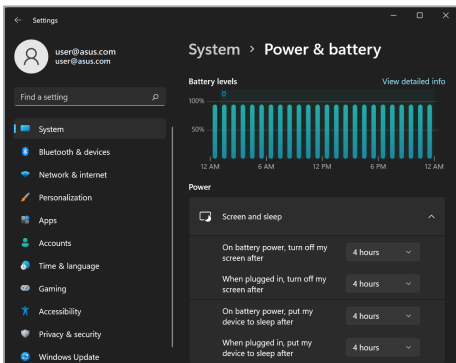 Settings
user@asus.com
user@asus.com
Find a setting
System
Bluetooth & devices
Network & internet
Personalization
Apps
Accounts
Time & language
Gaming
Accessibility
Privacy & security
Windows Update
System > Power & battery
Battery levels
View detailed info
100%
50%
12 AM 6 AM 12 PM 6 PM 12 AM
Power
Screen and sleep
On battery power, turn off my
screen after
4 hours
When plugged in, turn off my
screen after
4 hours
On battery power, put my
device to sleep after
4 hours
When plugged in, put my
device to sleep after
4 hours